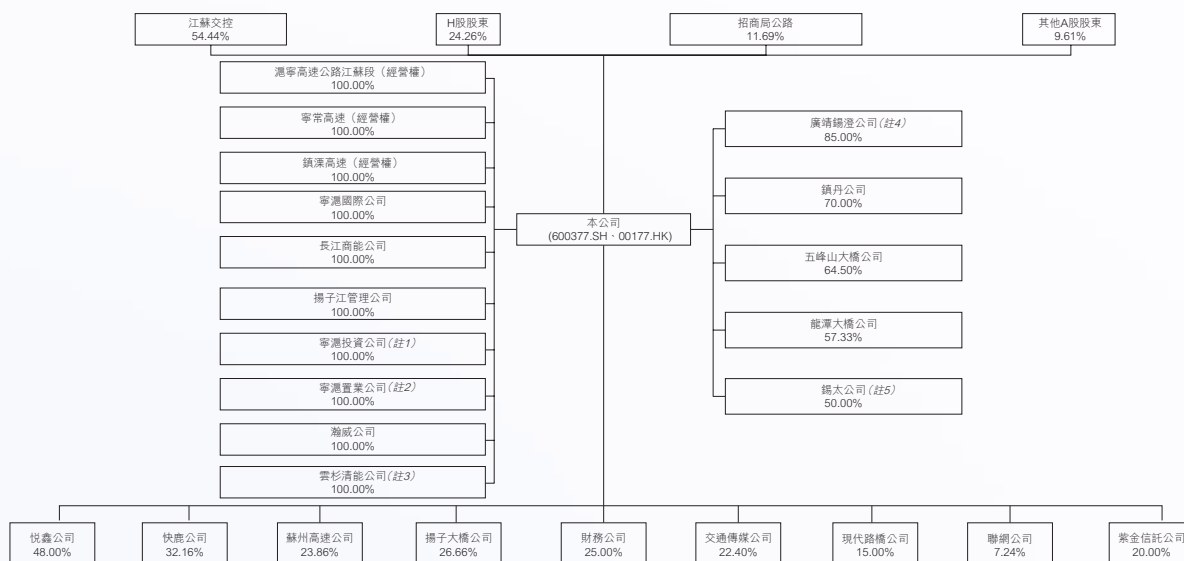 江蘇交控
54.44%
H股股東
24.26%
招商局公路
11.69%
其他A股股東
9.61%
滬寧高速公路江蘇段（經營權）
100.00%
寧常高速（經營權）
100.00%
鎮溧高速（經營權）
100.00%
寧滬國際公司
100.00%
長江商能公司
100.00%
揚子江管理公司
100.00%
寧滬投資公司(註1)
100.00%
寧滬置業公司(註2)
100.00%
瀚威公司
100.00%
雲杉清能公司(註3)
100.00%
本公司
(600377.SH、00177.HK)
廣靖錫澄公司(註4)
85.00%
鎮丹公司
70.00%
五峰山大橋公司
64.50%
龍潭大橋公司
57.33%
錫太公司(註5)
50.00%
悅鑫公司
48.00%
快鹿公司
32.16%
蘇州高速公司
23.86%
揚子大橋公司
26.66%
財務公司
25.00%
交通傳媒公司
22.40%
現代路橋公司
15.00%
聯網公司
7.24%
紫金信託公司
20.00%